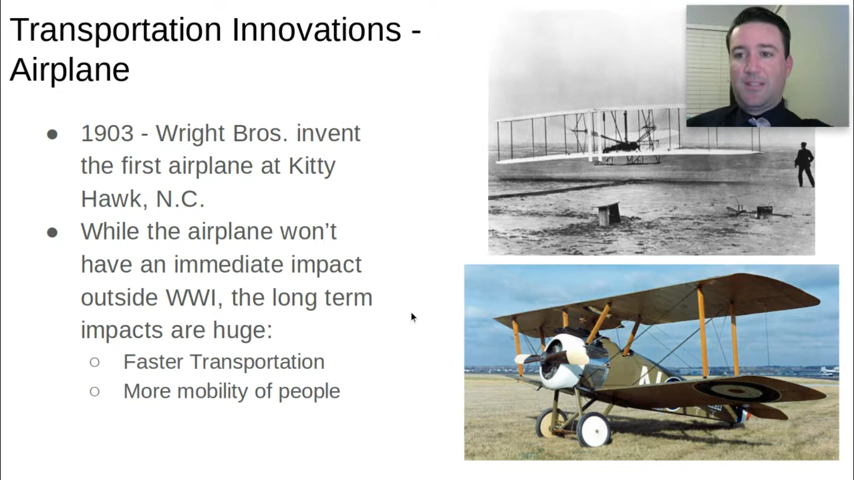 Transportation Innovations -
Airplane
● 1903 - Wright Bros. invent
the first airplane at Kitty
Hawk, N.C.
● While the airplane won't
have an immediate impact
outside WWI, the long term
impacts are huge:
○ Faster Transportation
○ More mobility of people